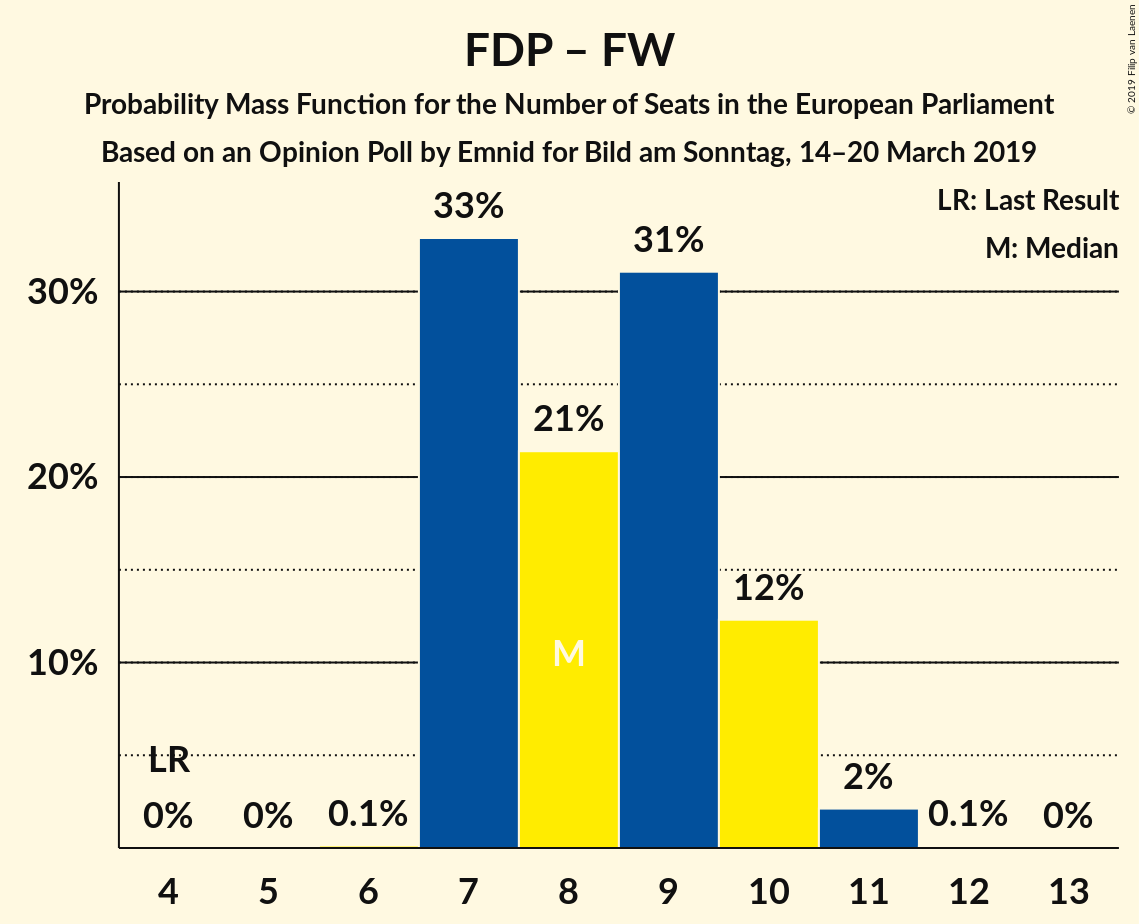 FDP – FW
Probability Mass Function for the Number of Seats in the European Parliament
Based on an Opinion Poll by Emnid for Bild am Sonntag, 14–20 March 2019
© 2019 Filip van Laenen
LR: Last Result
M: Median
33%
31%
30%
21%
20%
12%
M
10%
LR
2%
0%
0%
0.1%
0.1%
0%
4 5 6 7 8 9 10 11 12 13